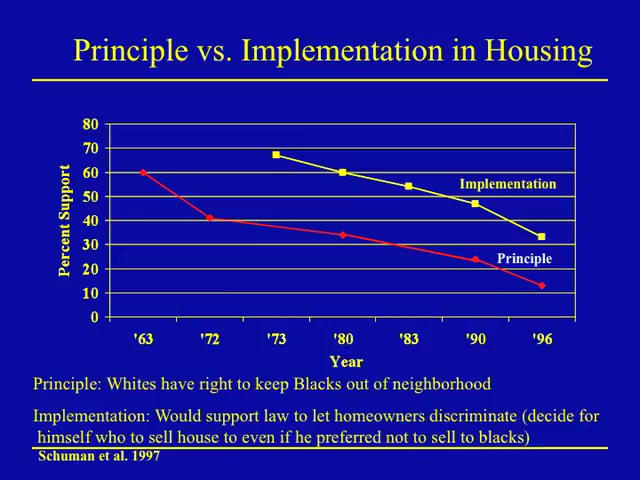 Principle vs. Implementation in Housing
80
70
60
50
40
30
20
10
0
Percent Support
Implementation
Principle
'63 '72 '73 '80 '83 '90 '96
Year
Principle: Whites have right to keep Blacks out of neighborhood
Implementation: Would support law to let homeowners discriminate (decide for
himself who to sell house to even if he preferred not to sell to blacks)
Schuman et al. 1997